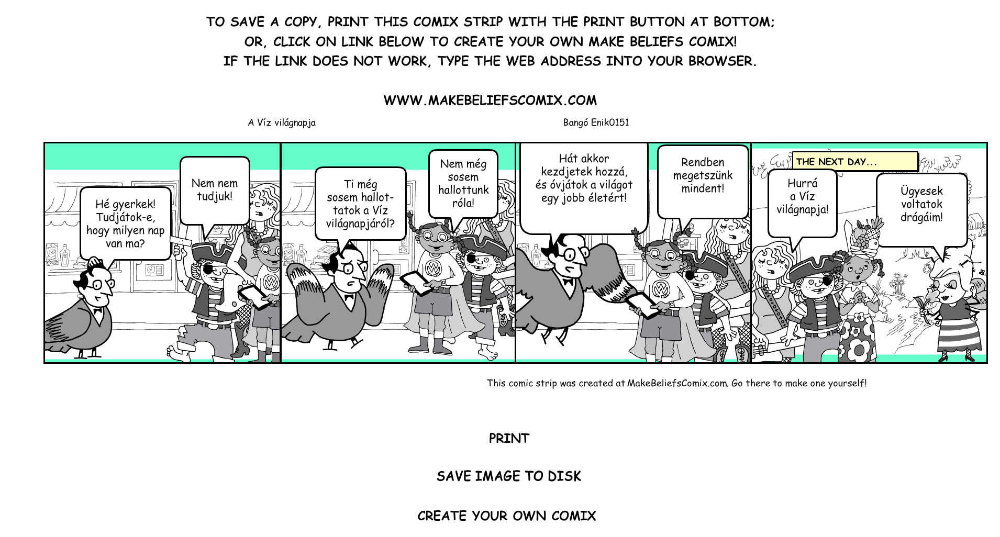 TO SAVE A COPY, PRINT THIS COMIX STRIP WITH THE PRINT BUTTON AT BOTTOM;
OR, CLICK ON LINK BELOW TO CREATE YOUR OWN MAKE BELIEFS COMIX!
IF THE LINK DOES NOT WORK, TYPE THE WEB ADDRESS INTO YOUR BROWSER.
WWW.MAKEBELIEFSCOMIX.COM
A Víz világnapja
Bangó Enik0151
Hé gyerkek!
Tudjátok-e,
hogy milyen nap
van ma?
Nem nem
tudjuk!
Ti még
sosem hallot-
tatok a Víz
világnapjáról?
Nem még
sosem
hallottunk
róla!
Hát akkor
kezdjetek hozzá,
és óvjátok a világot
egy jobb életért!
Rendben
megetszünk
mindent!
THE NEXT DAY...
Hurrá
a Víz
világnapja!
Ügyesek
voltatok
drágáim!
This comic strip was created at MakeBeliefsComix.com. Go there to make one yourself!
PRINT
SAVE IMAGE TO DISK
CREATE YOUR OWN COMIX